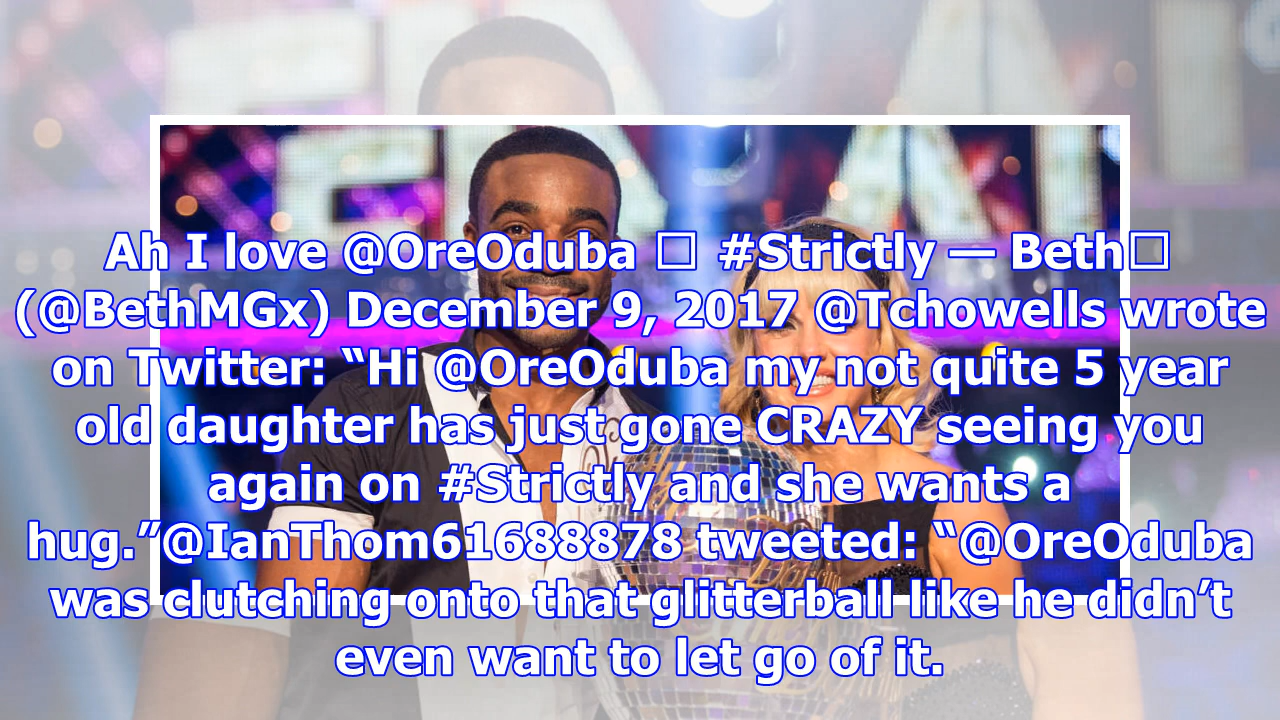 Ah I love @OreOduba □ #Strictly — Beth□
(@BethMGx) December 9, 2017 @Tchowells wrote
on Twitter: “Hi @OreOduba my not quite 5 year
old daughter has just gone CRAZY seeing you
again on #Strictly and she wants a
hug.”@IanThom61688878 tweeted: “@OreOduba
was clutching onto that glitterball like he didn’t
even want to let go of it.